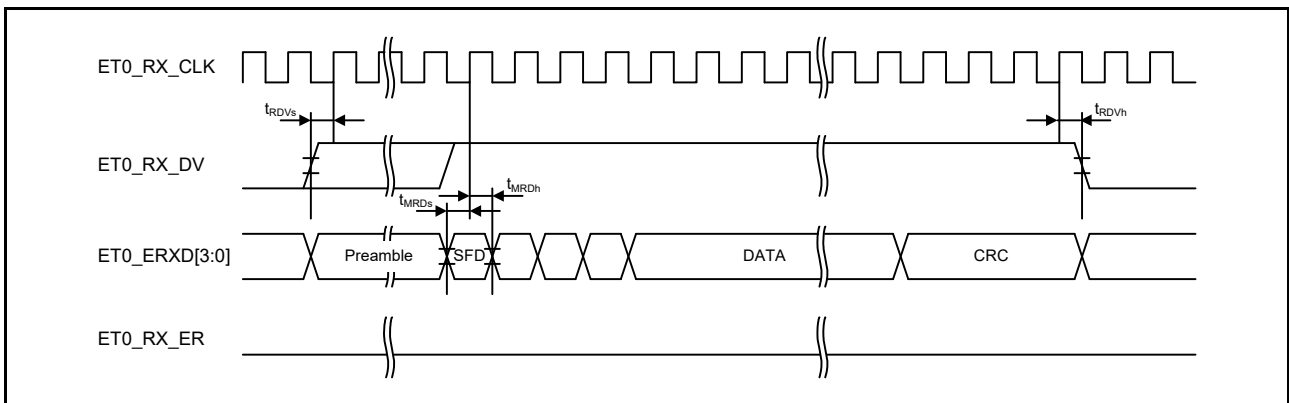 ET0_RX_CLK
tRDVs
tRDVh
ET0_RX_DV
tMRDh
tMRDs
ET0_ERXD[3:0]
Preamble
SFD
DATA
CRC
ET0_RX_ER